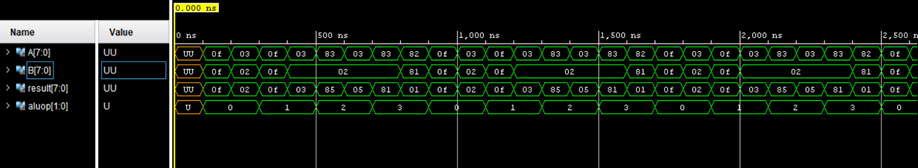 0.000 ns
Name Value 0 ns 500 ns 1,000 ns 1,500 ns 2,000 ns 2,500
A[7:0] UU UU 0f 03 0f 03 83 03 83 82 0f 03 0f 03 83 03 83 82 0f 03 0f 03 83 03 83 82 0f
B[7:0] UU UU 0f 02 0f 02 81 0f 02 0f 02 81 0f 02 0f 02 81 0f
result[7:0] UU UU 0f 02 0f 03 85 05 81 01 0f 02 0f 03 85 05 81 01 0f 02 0f 03 85 05 81 01 0f
aluop[1:0] U U 0 1 2 3 0 1 2 3 0 1 2 3 0